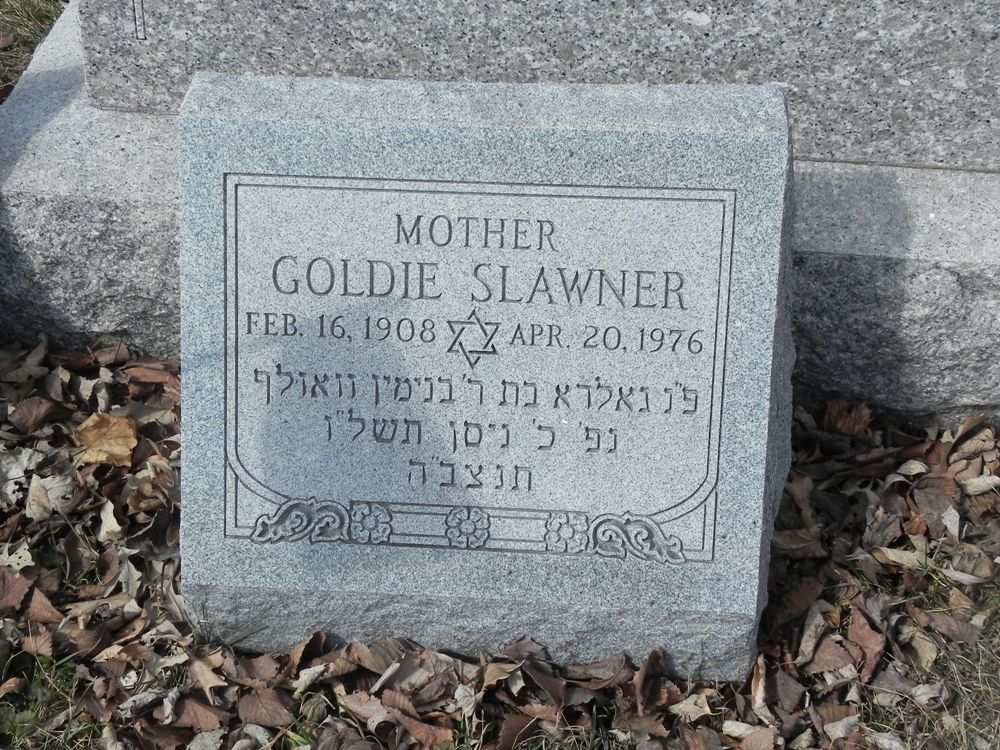 MOTHER
GOLDIE SLAWNER
FEB. 16, 1908 APR. 20, 1976
פ"נ גאלדא בת ר' בנימין וואולף
נפ' כ' ניסן תשל"ו
תנצב"ה